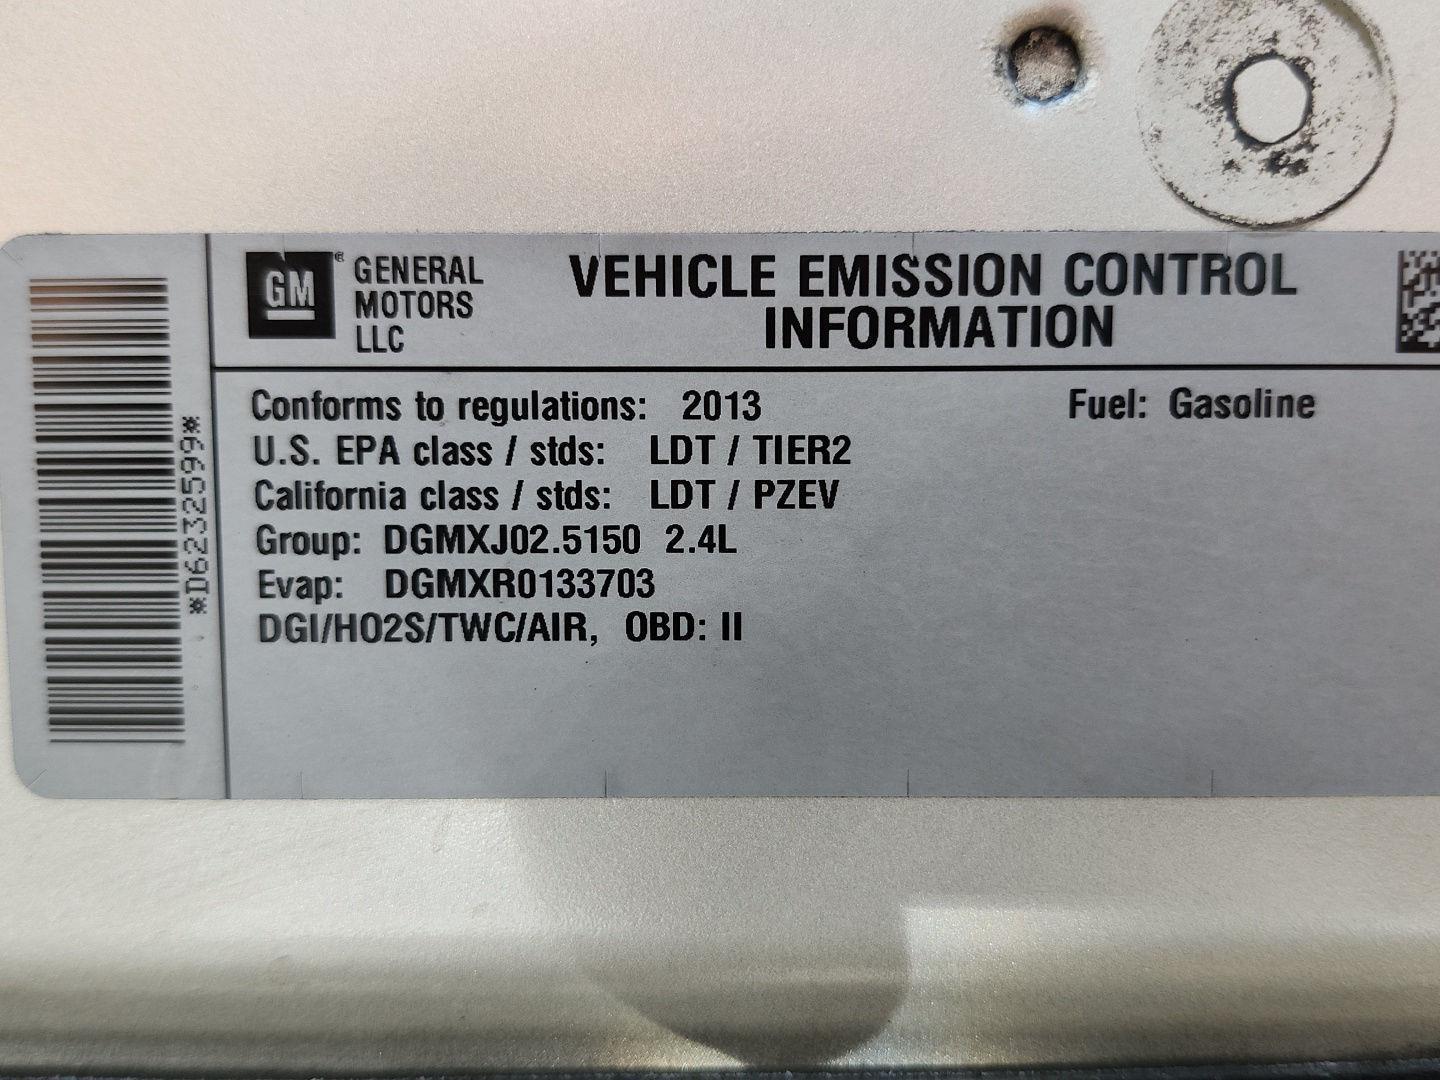 GM
®
GENERAL
MOTORS
LLC
VEHICLE EMISSION CONTROL
INFORMATION
*D6232599*
Conforms to regulations: 2013
Fuel: Gasoline
U.S. EPA class / stds: LDT / TIER2
California class / stds: LDT / PZEV
Group: DGMXJ02.5150 2.4L
Evap: DGMXR0133703
DGI/HO2S/TWC/AIR, OBD: II